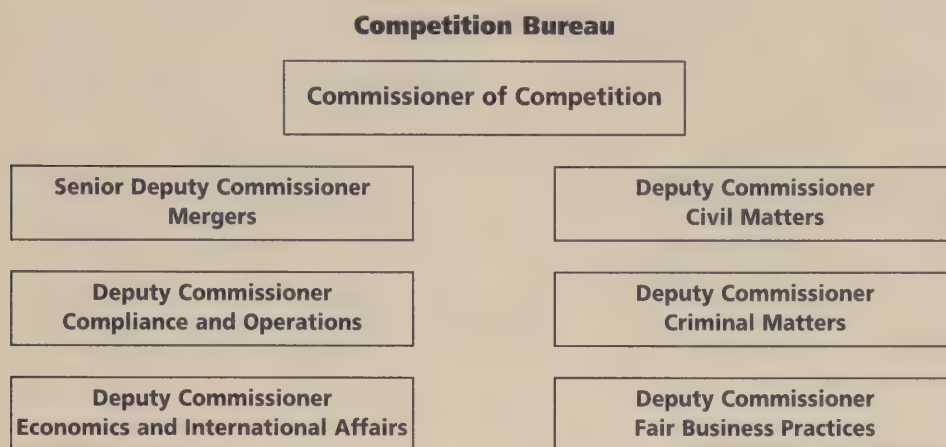 Competition Bureau
Commissioner of Competition
Senior Deputy Commissioner
Mergers
Deputy Commissioner
Civil Matters
Deputy Commissioner
Compliance and Operations
Deputy Commissioner
Criminal Matters
Deputy Commissioner
Economics and International Affairs
Deputy Commissioner
Fair Business Practices